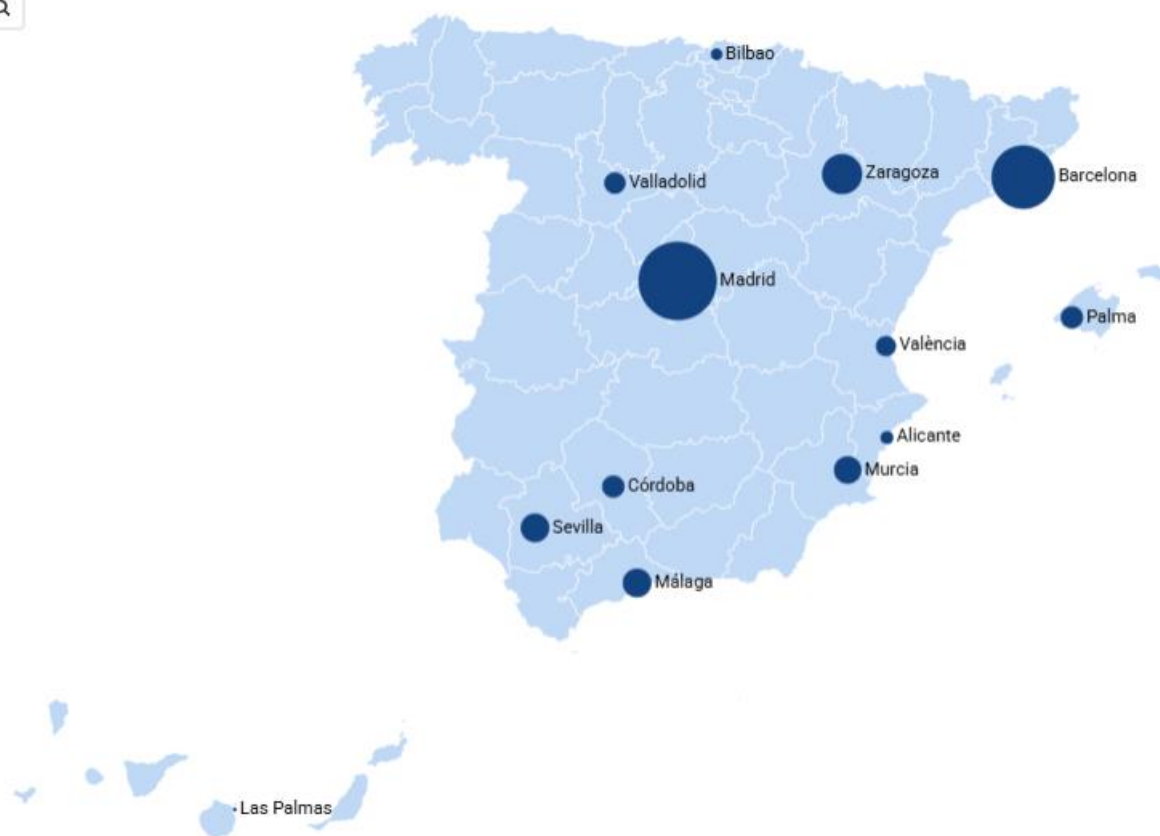 Bilbao
Zaragoza
Barcelona
Valladolid
Madrid
Palma
València
Alicante
Murcia
Córdoba
Sevilla
Málaga
Las Palmas